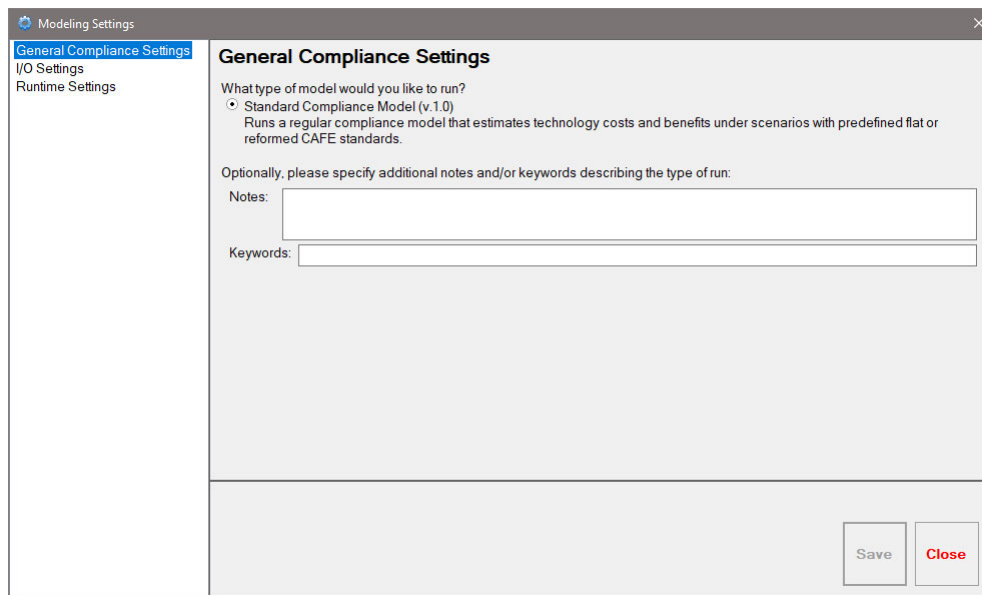 Modeling Settings
General Compliance Settings
I/O Settings
Runtime Settings
General Compliance Settings
What type of model would you like to run?
Standard Compliance Model (v.1.0)
Runs a regular compliance model that estimates technology costs and benefits under scenarios with predefined flat or
reformed CAFE standards.
Optionally, please specify additional notes and/or keywords describing the type of run:
Notes:
Keywords:
Save
Close